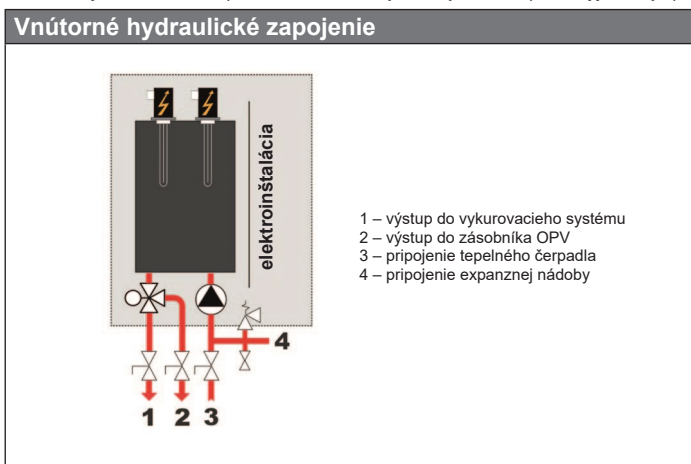 Vnútorné hydraulické zapojenie
elektroinštalácia
1 – výstup do vykurovacieho systému
2 – výstup do zásobníka OPV
3 – pripojenie tepelného čerpadla
4 – pripojenie expanznej nádoby
4
1 2 3